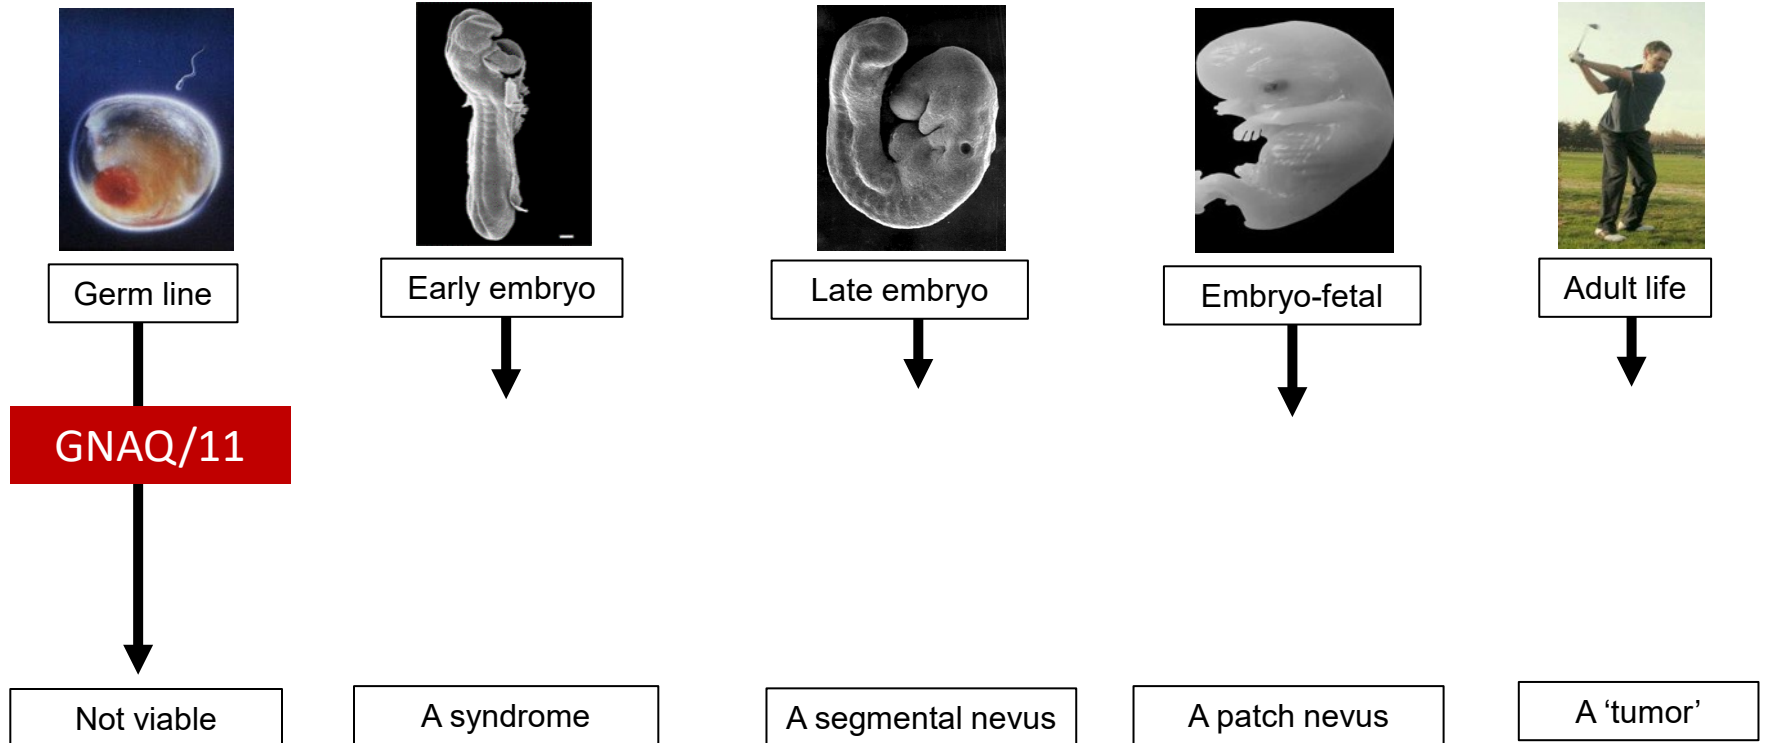 Germ line
Early embryo
Late embryo
Embryo-fetal
Adult life
GNAQ/11
Not viable
A syndrome
A segmental nevus
A patch nevus
A ‘tumor’